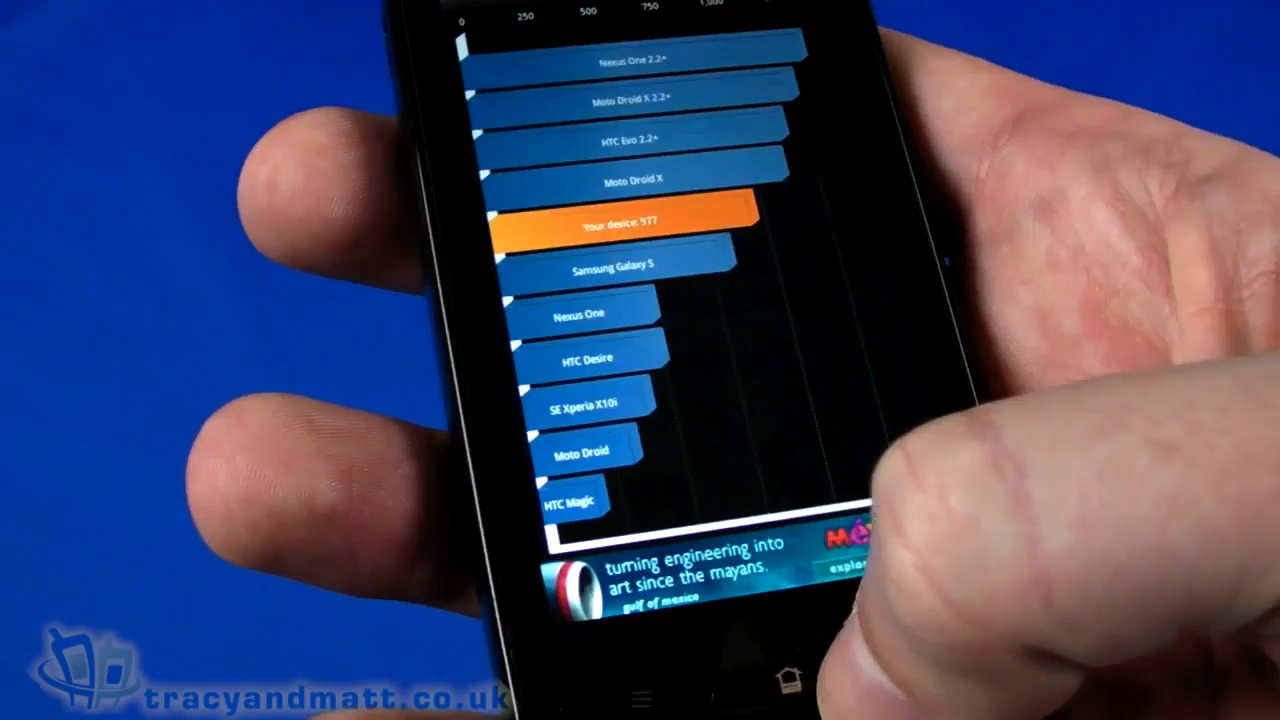 0 250 500 750 1,000
Nexus One 2.2+
Moto Droid X 2.2+
HTC Evo 2.2+
Moto Droid X
Your device: 977
Samsung Galaxy S
Nexus One
HTC Desire
SE Xperia X10i
Moto Droid
HTC Magic
turning engineering into
art since the mayans.
gulf of mexico
tracyandmatt.co.uk